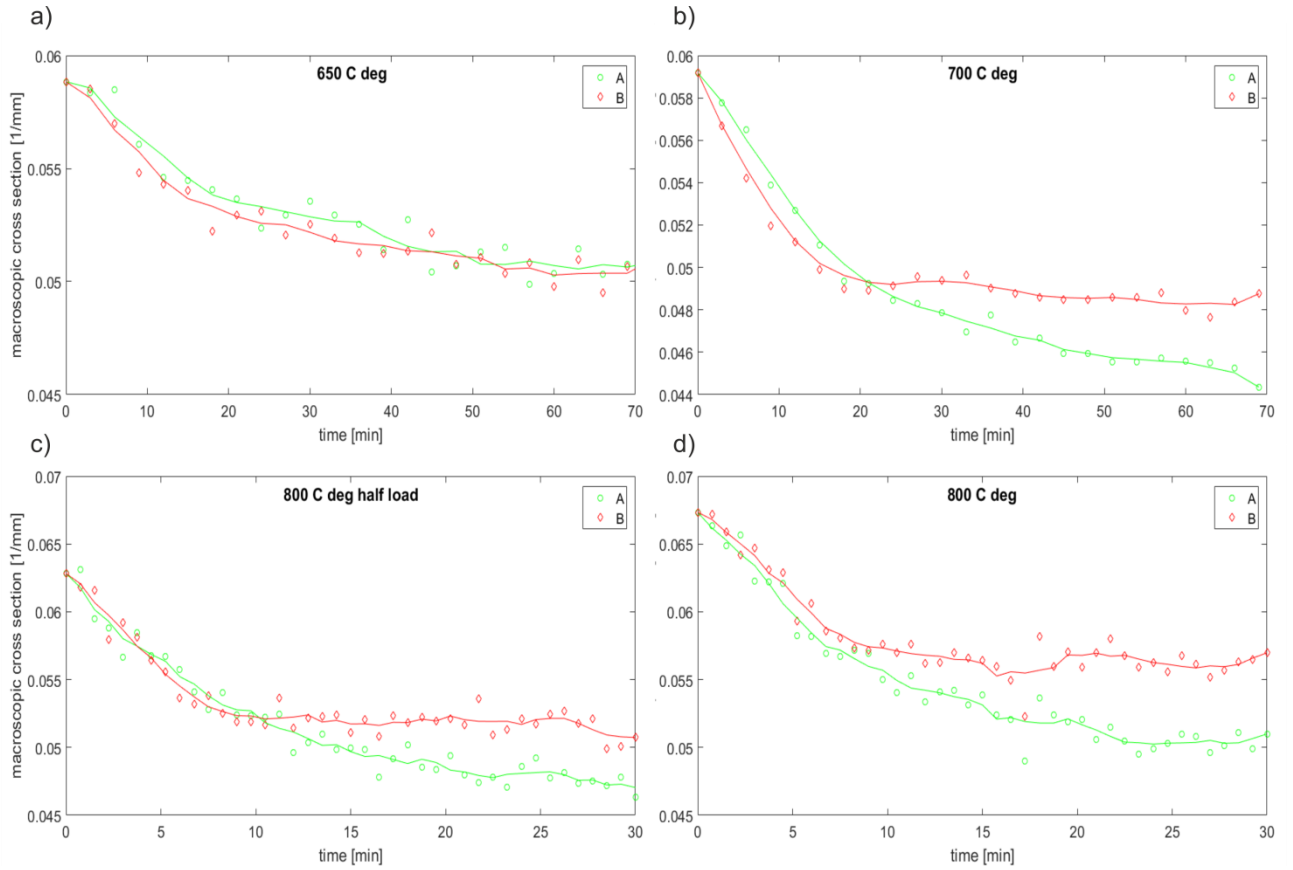 a)
650 C deg
A
B
macroscopic cross section [1/mm]
0.06
0.055
0.05
0.045
0 10 20 30 40 50 60 70
time [min]
b)
700 C deg
A
B
0.06
0.058
0.056
0.054
0.052
0.05
0.048
0.046
0.044
0 10 20 30 40 50 60 70
time [min]
c)
800 C deg half load
A
B
macroscopic cross section [1/mm]
0.07
0.065
0.06
0.055
0.05
0.045
0 5 10 15 20 25 30
time [min]
d)
800 C deg
A
B
0.07
0.065
0.06
0.055
0.05
0.045
0 5 10 15 20 25 30
time [min]